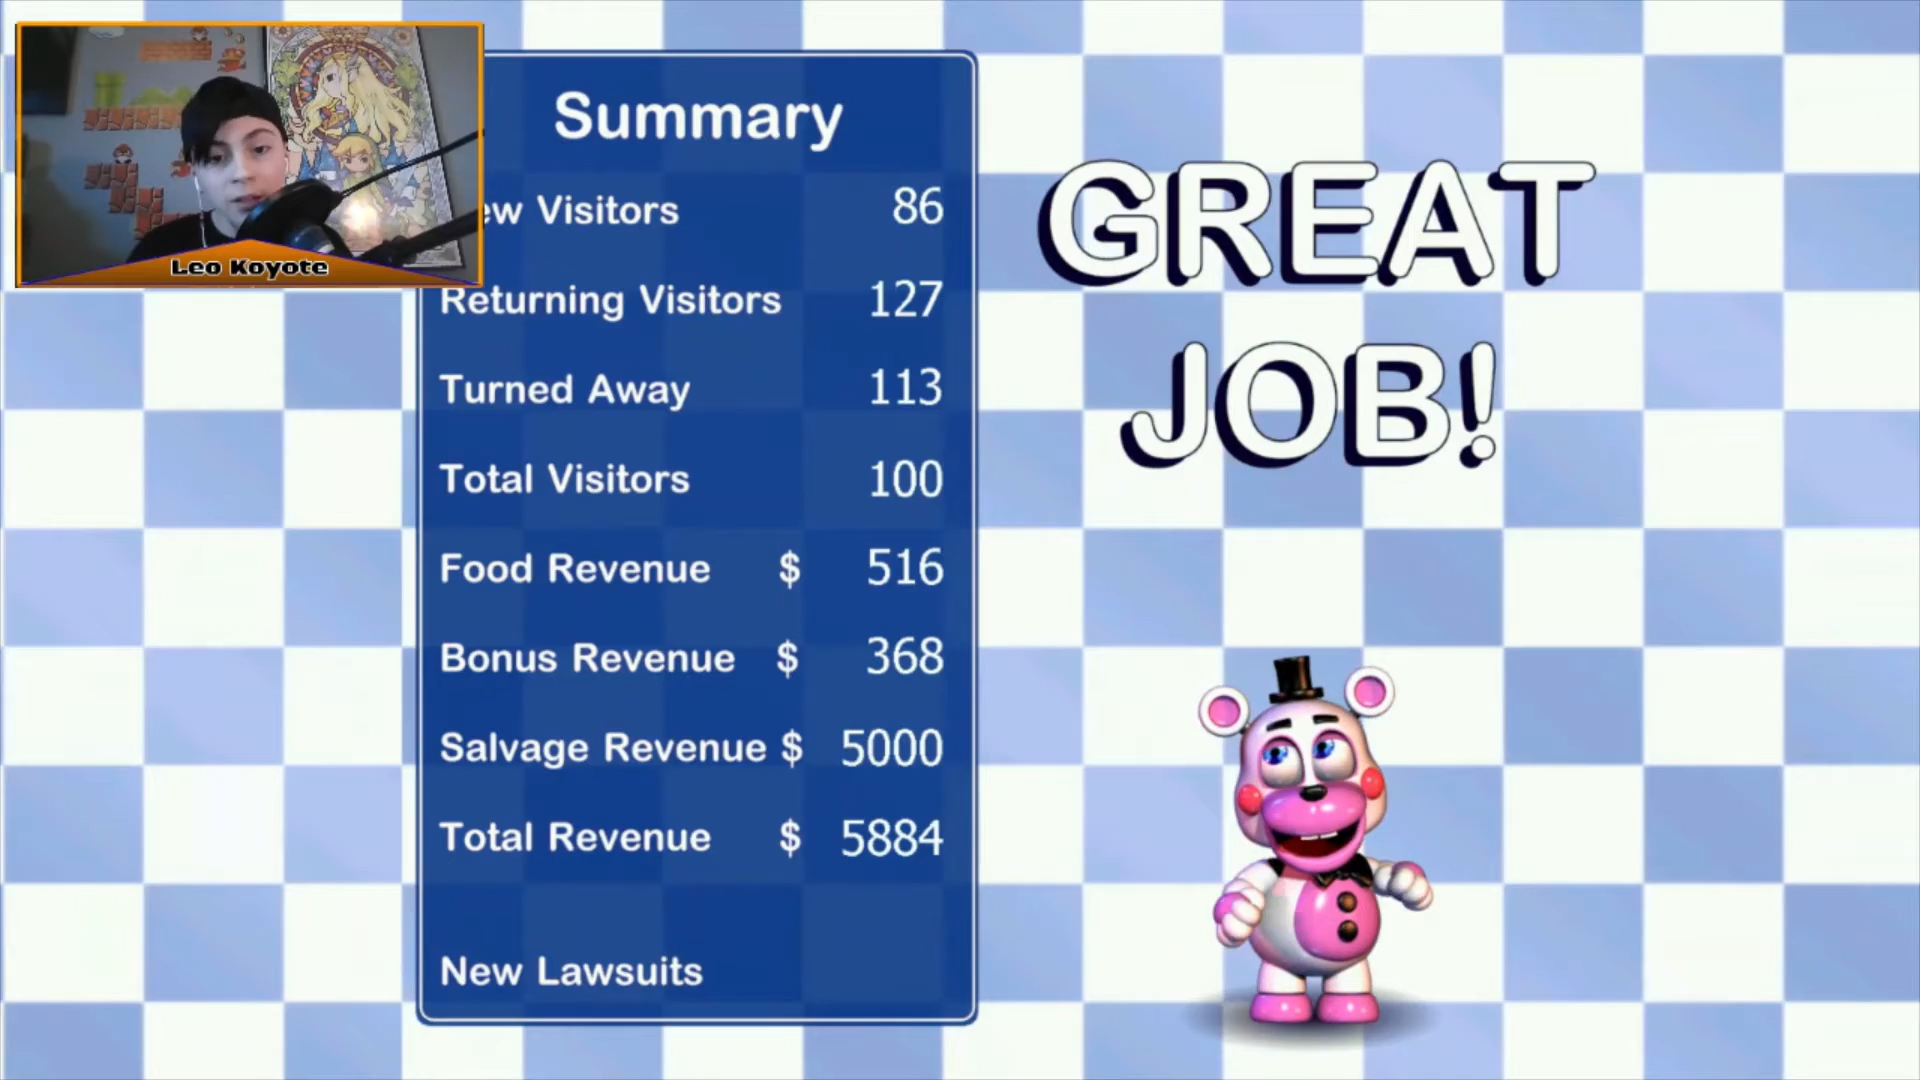 Leo Koyote
Summary
ew Visitors 86
Returning Visitors 127
Turned Away 113
Total Visitors 100
Food Revenue $ 516
Bonus Revenue $ 368
Salvage Revenue $ 5000
Total Revenue $ 5884
New Lawsuits
GREAT
JOB!